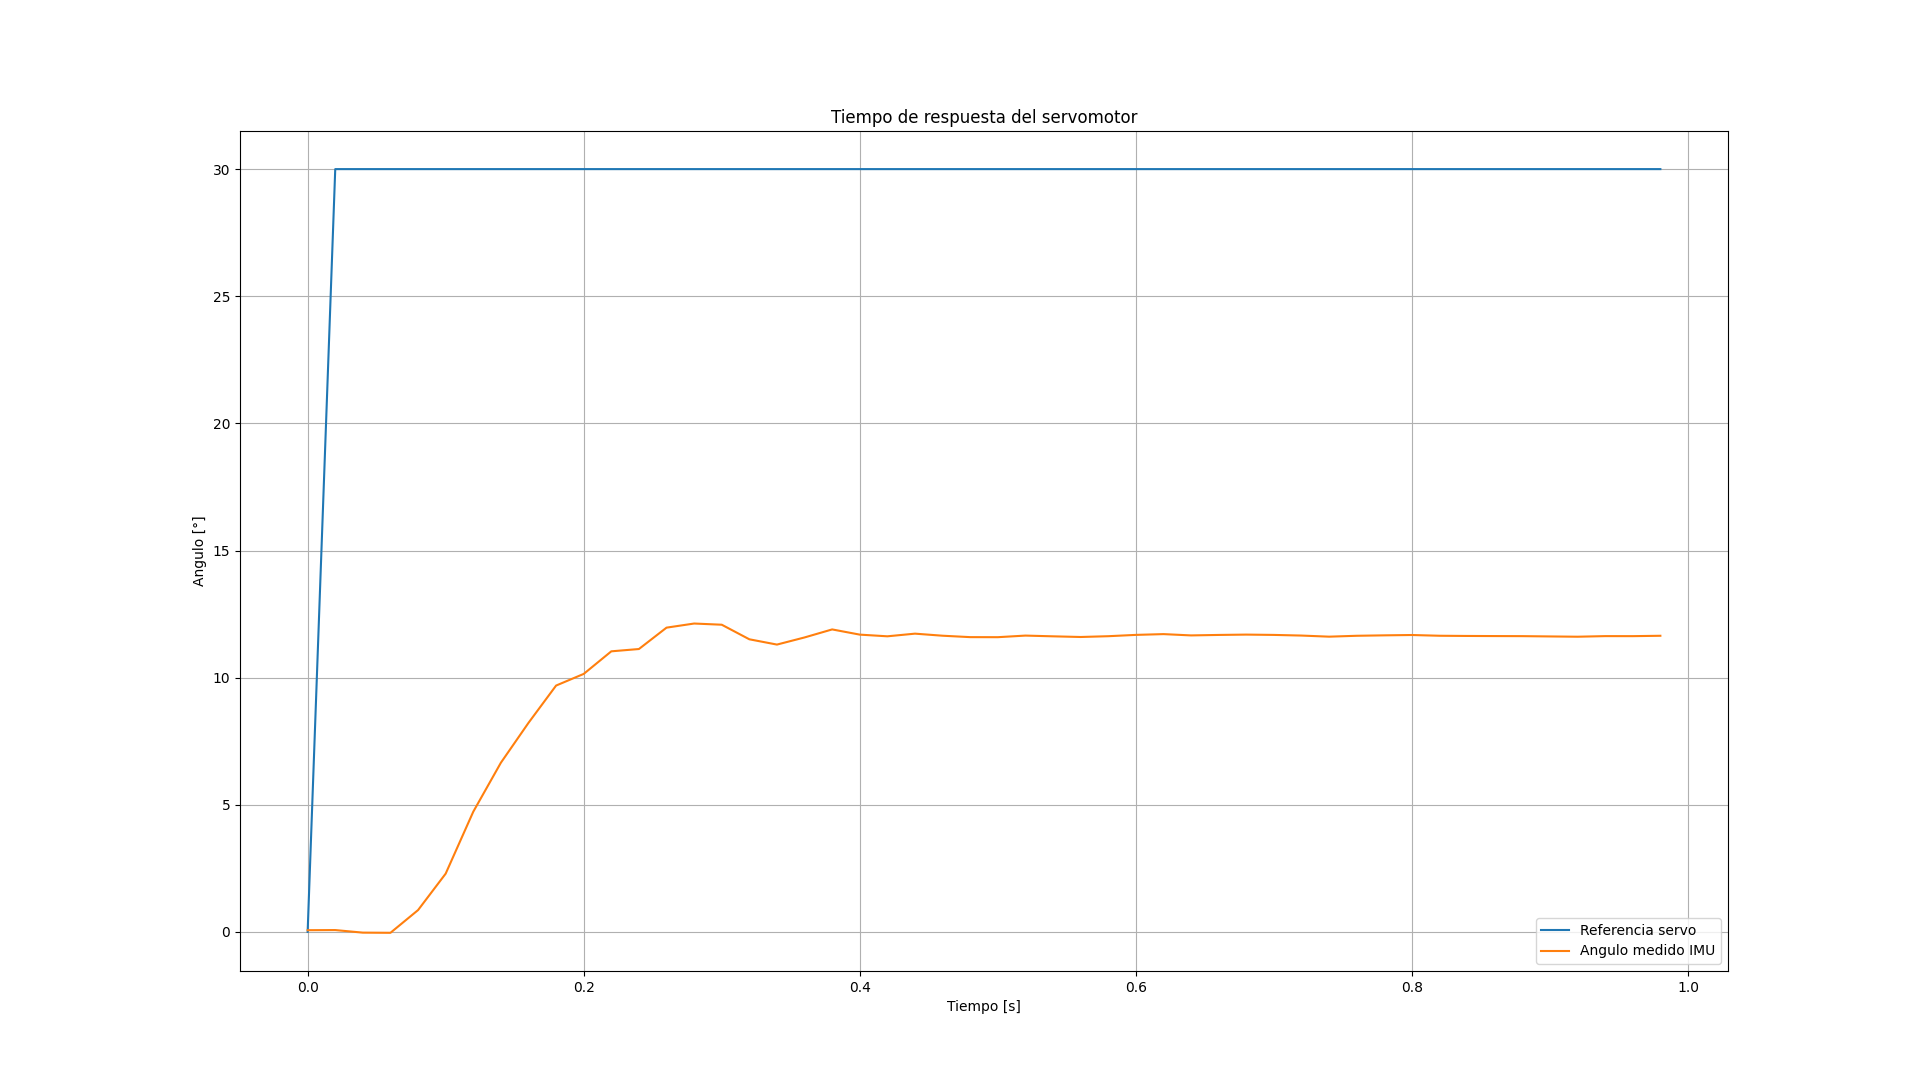 Tiempo de respuesta del servomotor
30
25
20
15
10
5
0
Angulo [°]
0.0
0.2
0.4
0.6
0.8
1.0
Tiempo [s]
Referencia servo
Angulo medido IMU